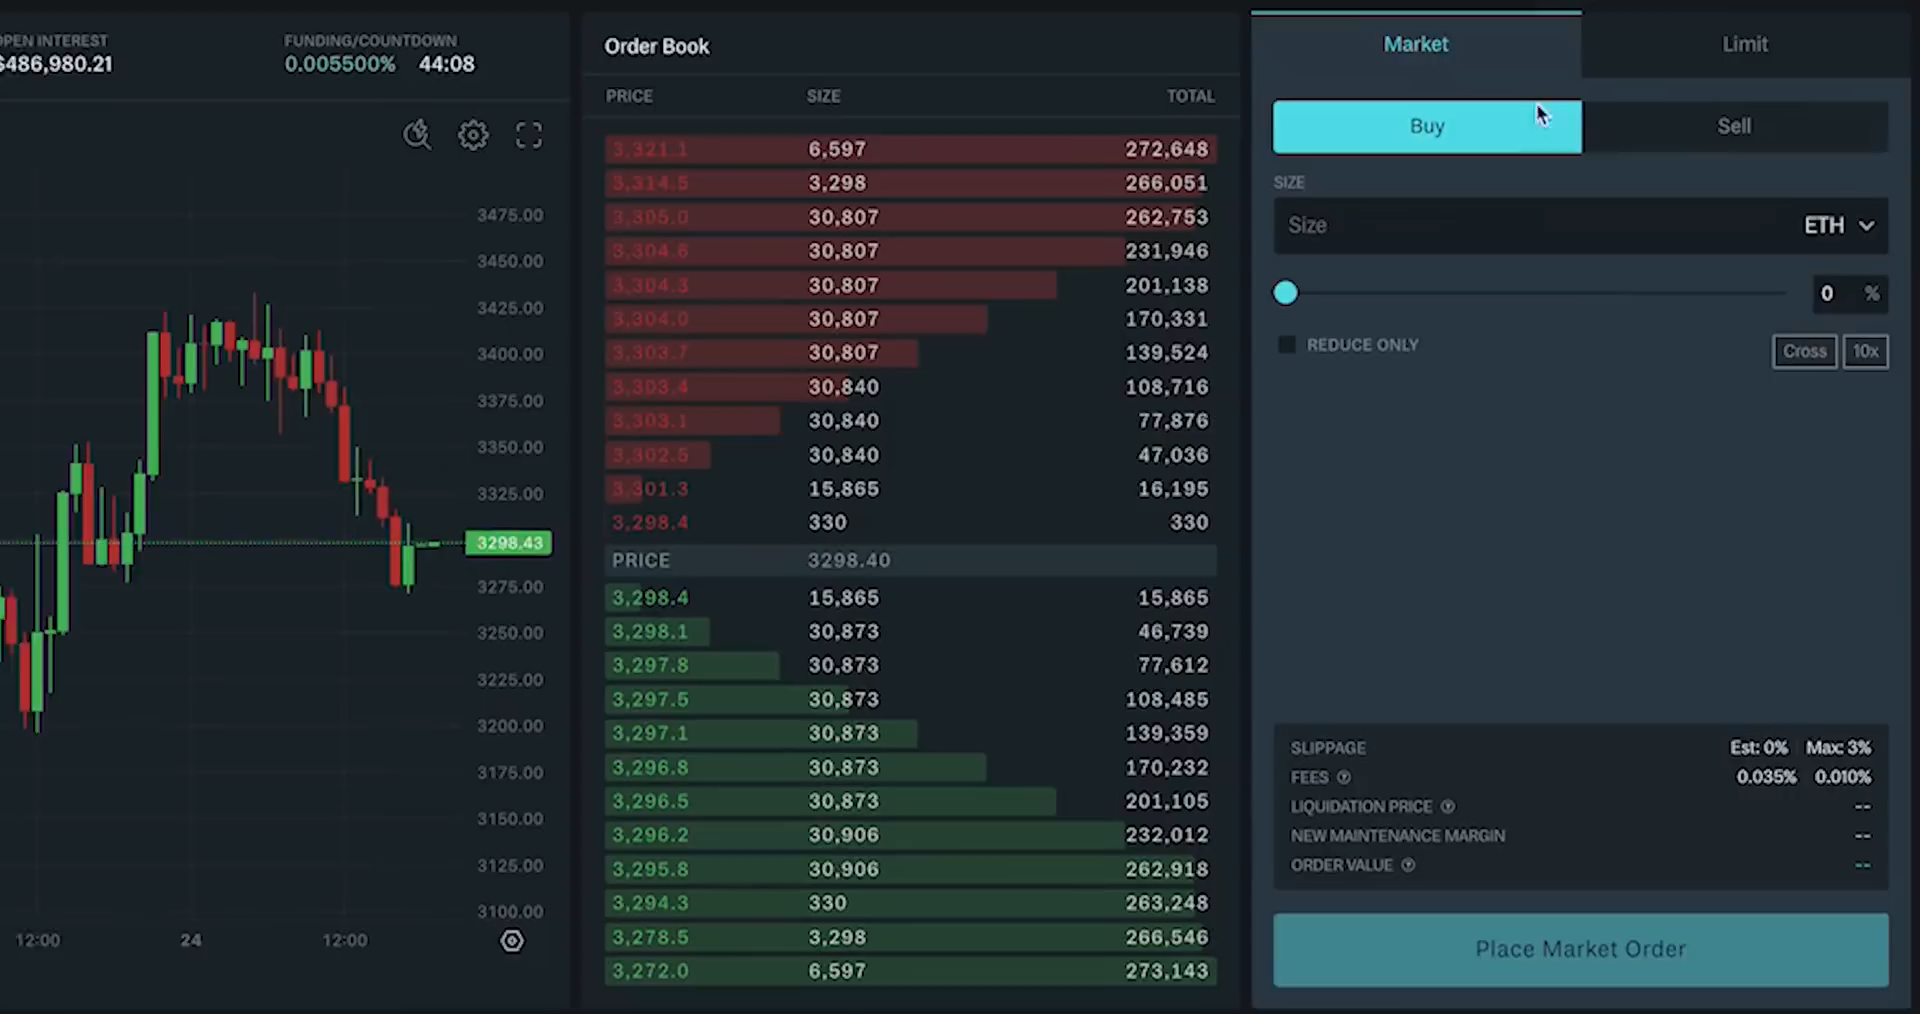 OPEN INTEREST
$486,980.21
FUNDING/COUNTDOWN
0.005500% 44:08
3475.00
3450.00
3425.00
3400.00
3375.00
3350.00
3325.00
3298.43
3275.00
3250.00
3225.00
3200.00
3175.00
3150.00
3125.00
3100.00
12:00 24 12:00
Order Book
PRICE SIZE TOTAL
3,321.1 6,597 272,648
3,314.5 3,298 266,051
3,305.0 30,807 262,753
3,304.6 30,807 231,946
3,304.3 30,807 201,138
3,304.0 30,807 170,331
3,303.7 30,807 139,524
3,303.4 30,840 108,716
3,303.1 30,840 77,876
3,302.5 30,840 47,036
3,301.3 15,865 16,195
3,298.4 330 330
PRICE 3298.40
3,298.4 15,865 15,865
3,298.1 30,873 46,739
3,297.8 30,873 77,612
3,297.5 30,873 108,485
3,297.1 30,873 139,359
3,296.8 30,873 170,232
3,296.5 30,873 201,105
3,296.2 30,906 232,012
3,295.8 30,906 262,918
3,294.3 330 263,248
3,278.5 3,298 266,546
3,272.0 6,597 273,143
Market Limit
Buy Sell
SIZE
Size ETH
0 %
REDUCE ONLY Cross 10x
SLIPPAGE Est: 0% Max: 3%
FEES 0.035% 0.010%
LIQUIDATION PRICE --
NEW MAINTENANCE MARGIN --
ORDER VALUE --
Place Market Order